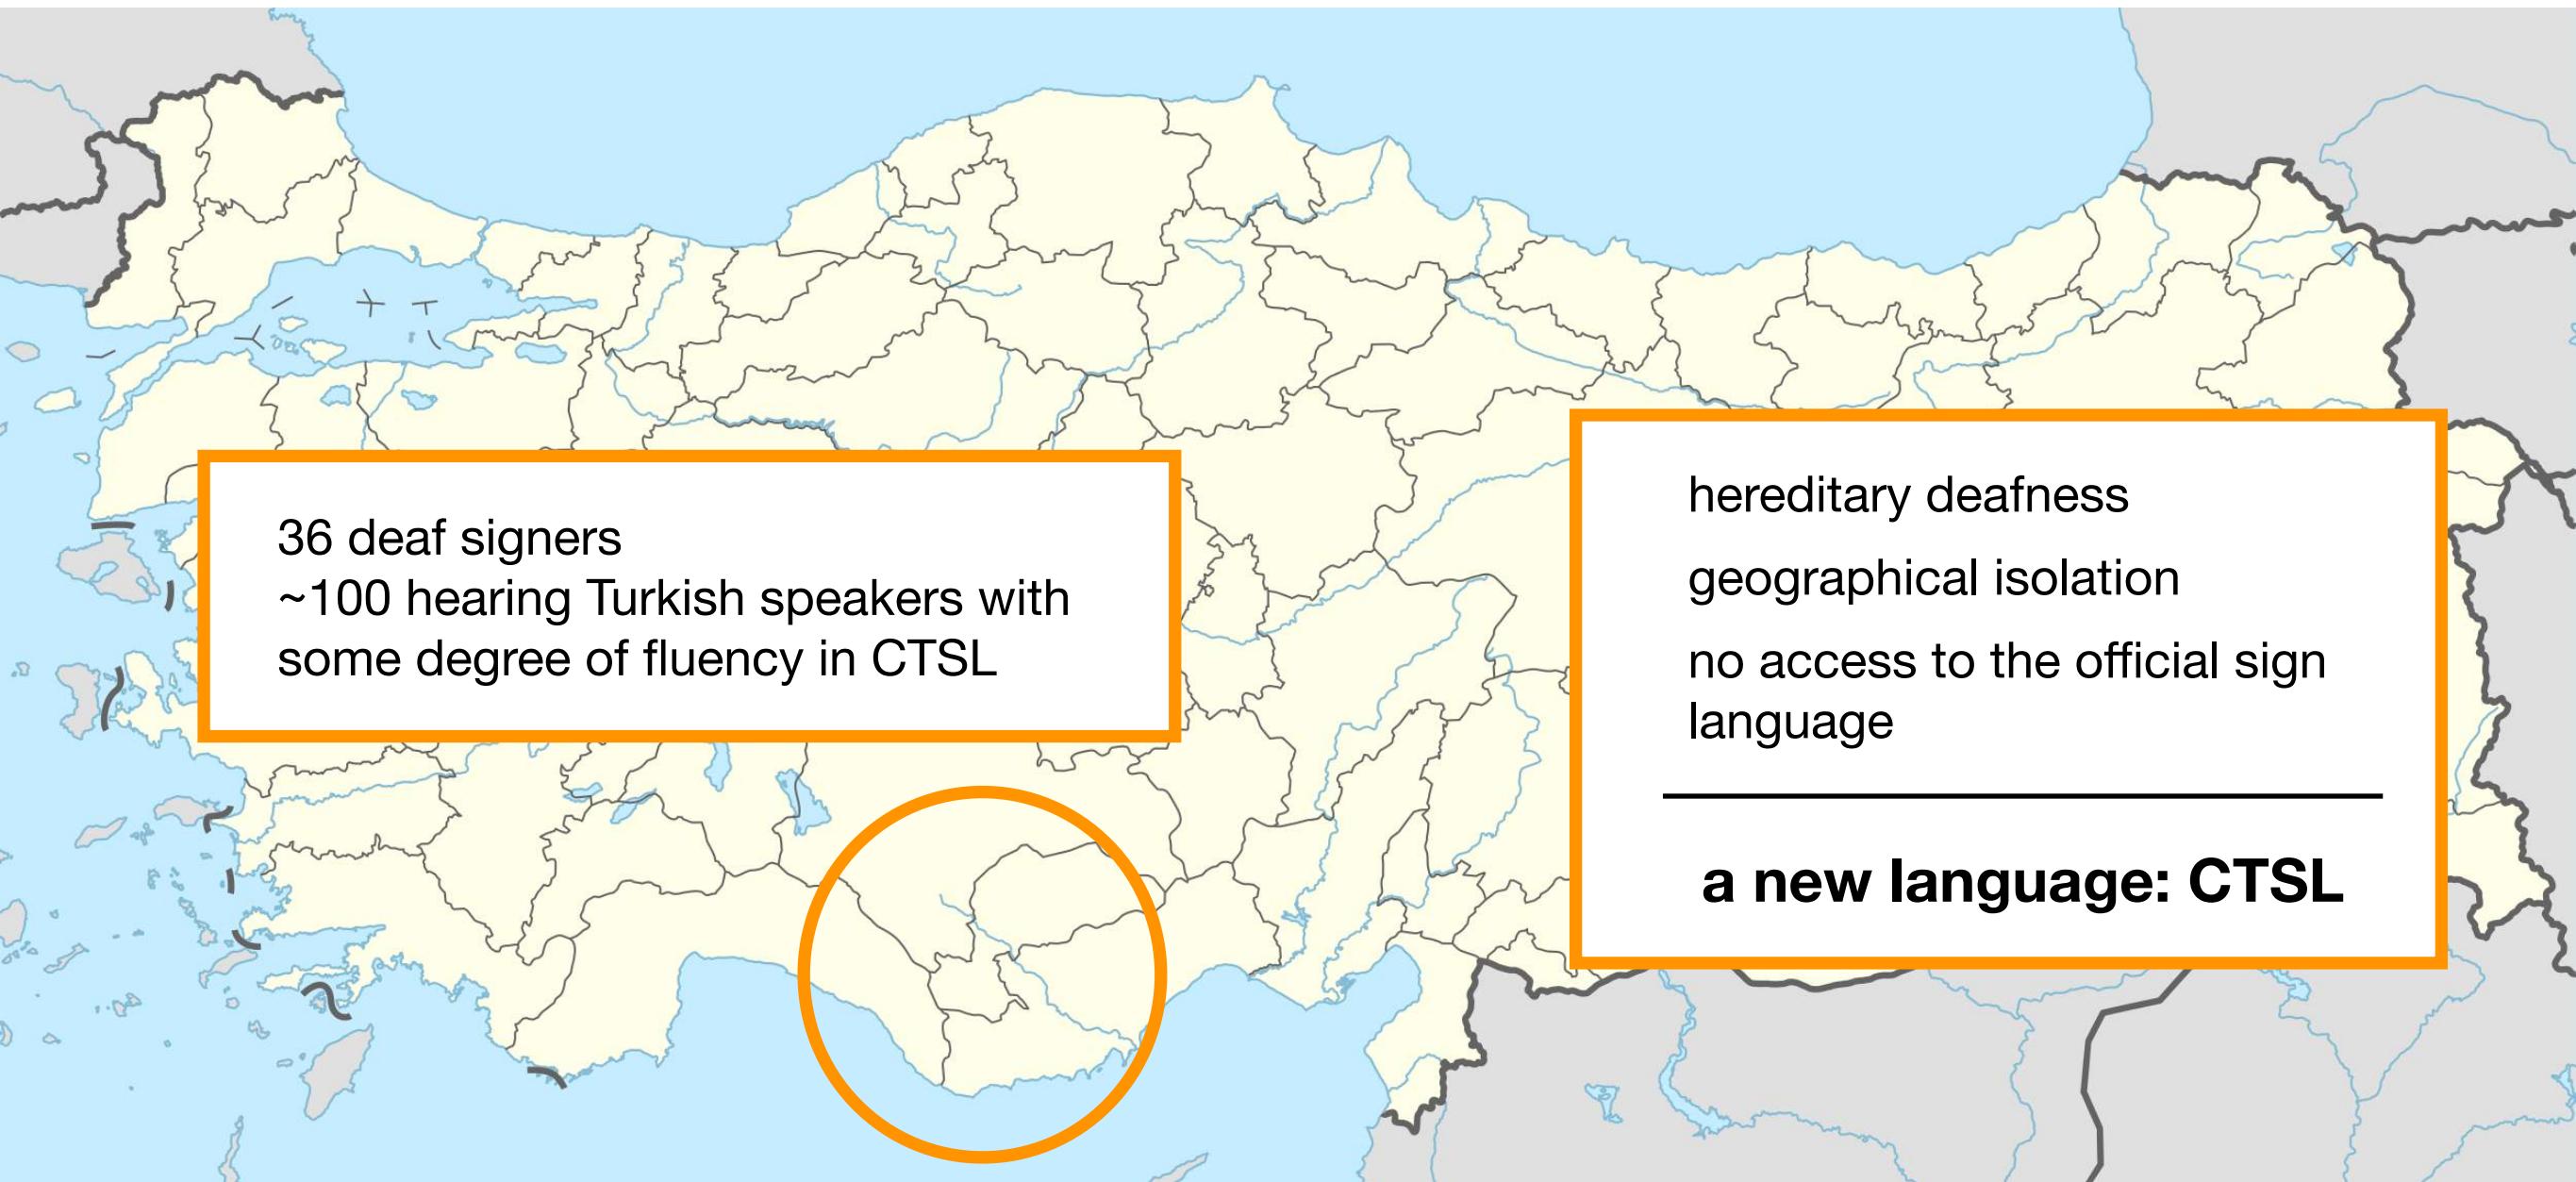 36 deaf signers
~100 hearing Turkish speakers with
some degree of fluency in CTSL
hereditary deafness
geographical isolation
no access to the official sign
language
a new language: CTSL